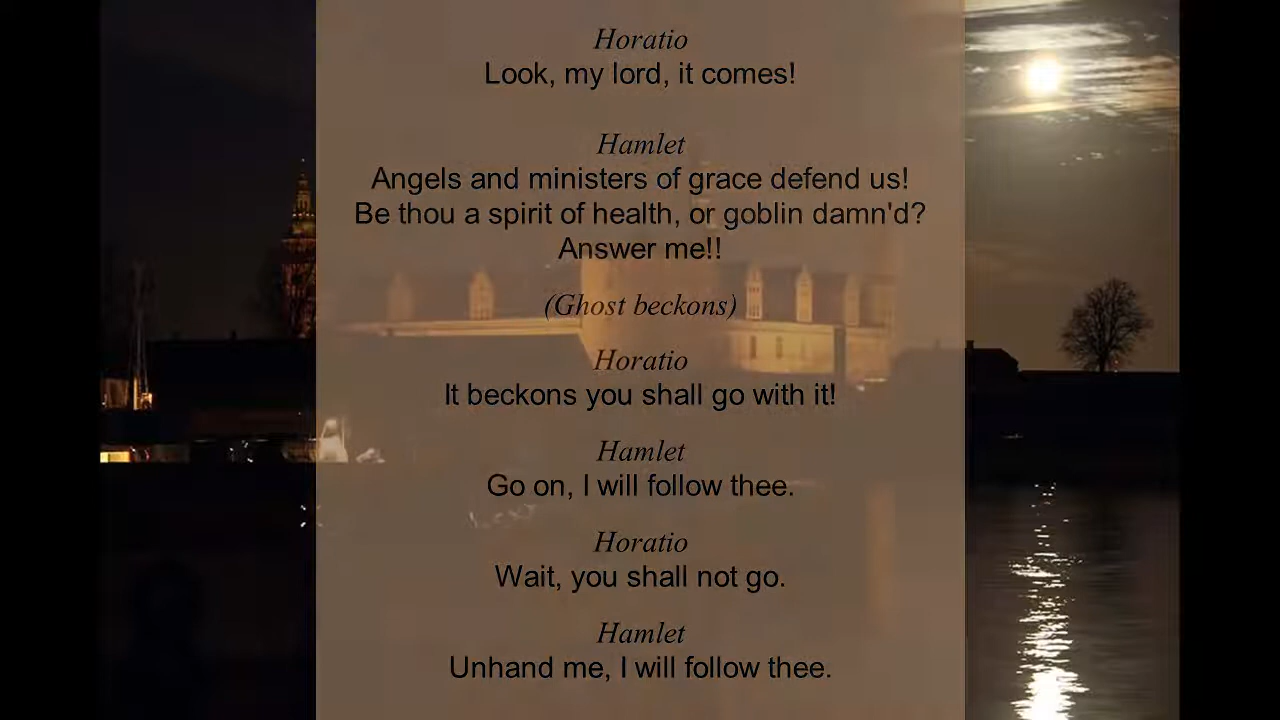 Horatio
Look, my lord, it comes!
Hamlet
Angels and ministers of grace defend us!
Be thou a spirit of health, or goblin damn'd?
Answer me!!
(Ghost beckons)
Horatio
It beckons you shall go with it!
Hamlet
Go on, I will follow thee.
Horatio
Wait, you shall not go.
Hamlet
Unhand me, I will follow thee.